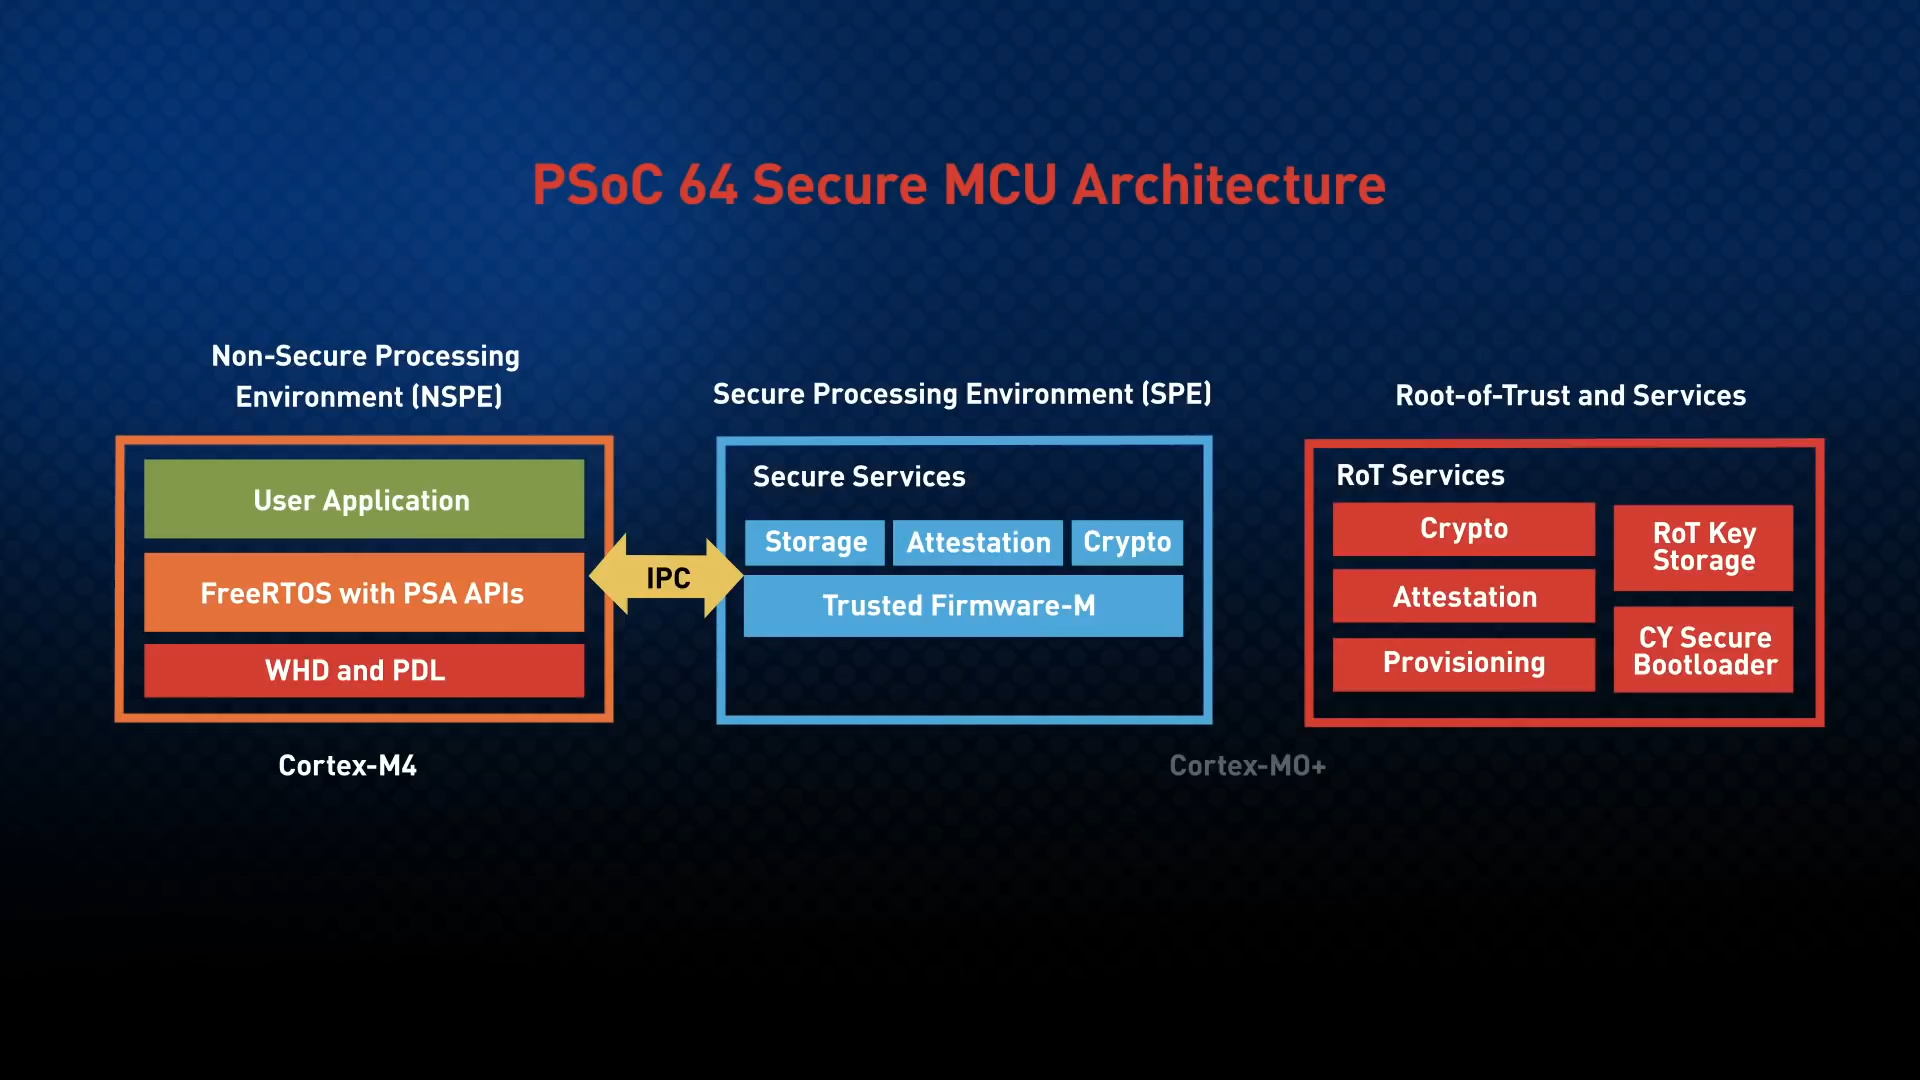 PSoC 64 Secure MCU Architecture
Non-Secure Processing
Environment (NSPE)
User Application
FreeRTOS with PSA APIs
WHD and PDL
Cortex-M4
IPC
Secure Processing Environment (SPE)
Secure Services
Storage
Attestation
Crypto
Trusted Firmware-M
Root-of-Trust and Services
RoT Services
Crypto
Attestation
Provisioning
RoT Key
Storage
CY Secure
Bootloader
Cortex-M0+